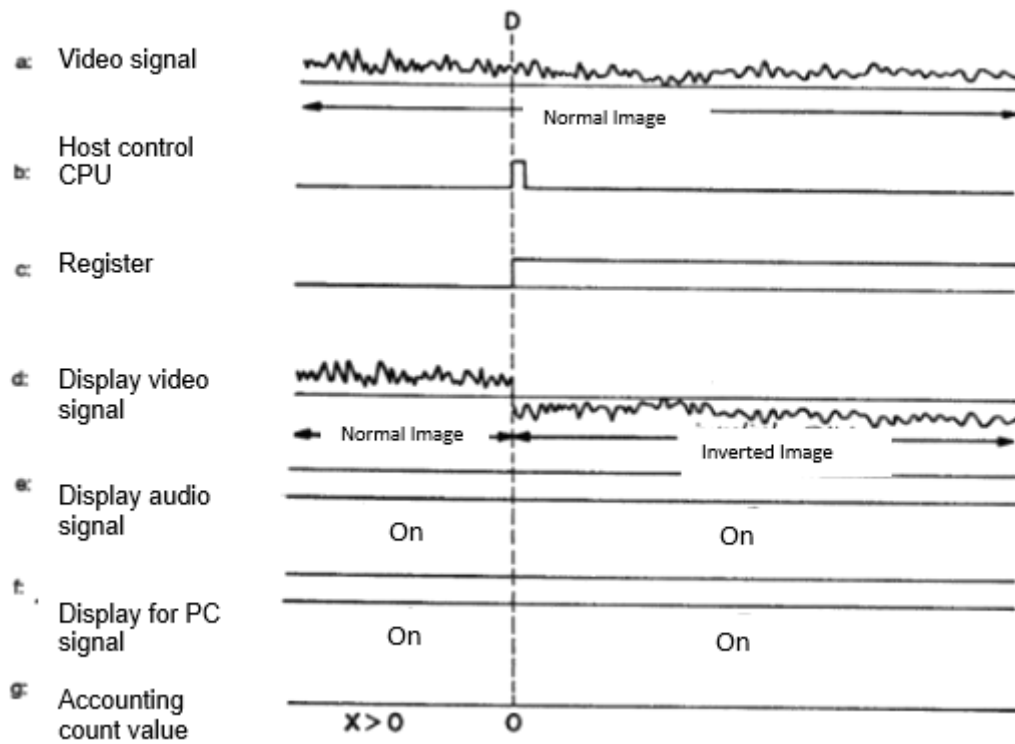 D
a: Video signal
Normal Image
Host control
b: CPU
c: Register
d: Display video
signal
Normal Image
Inverted Image
e: Display audio
signal
On
On
f:
Display for PC
signal
On
On
g: Accounting
count value
X > 0
0